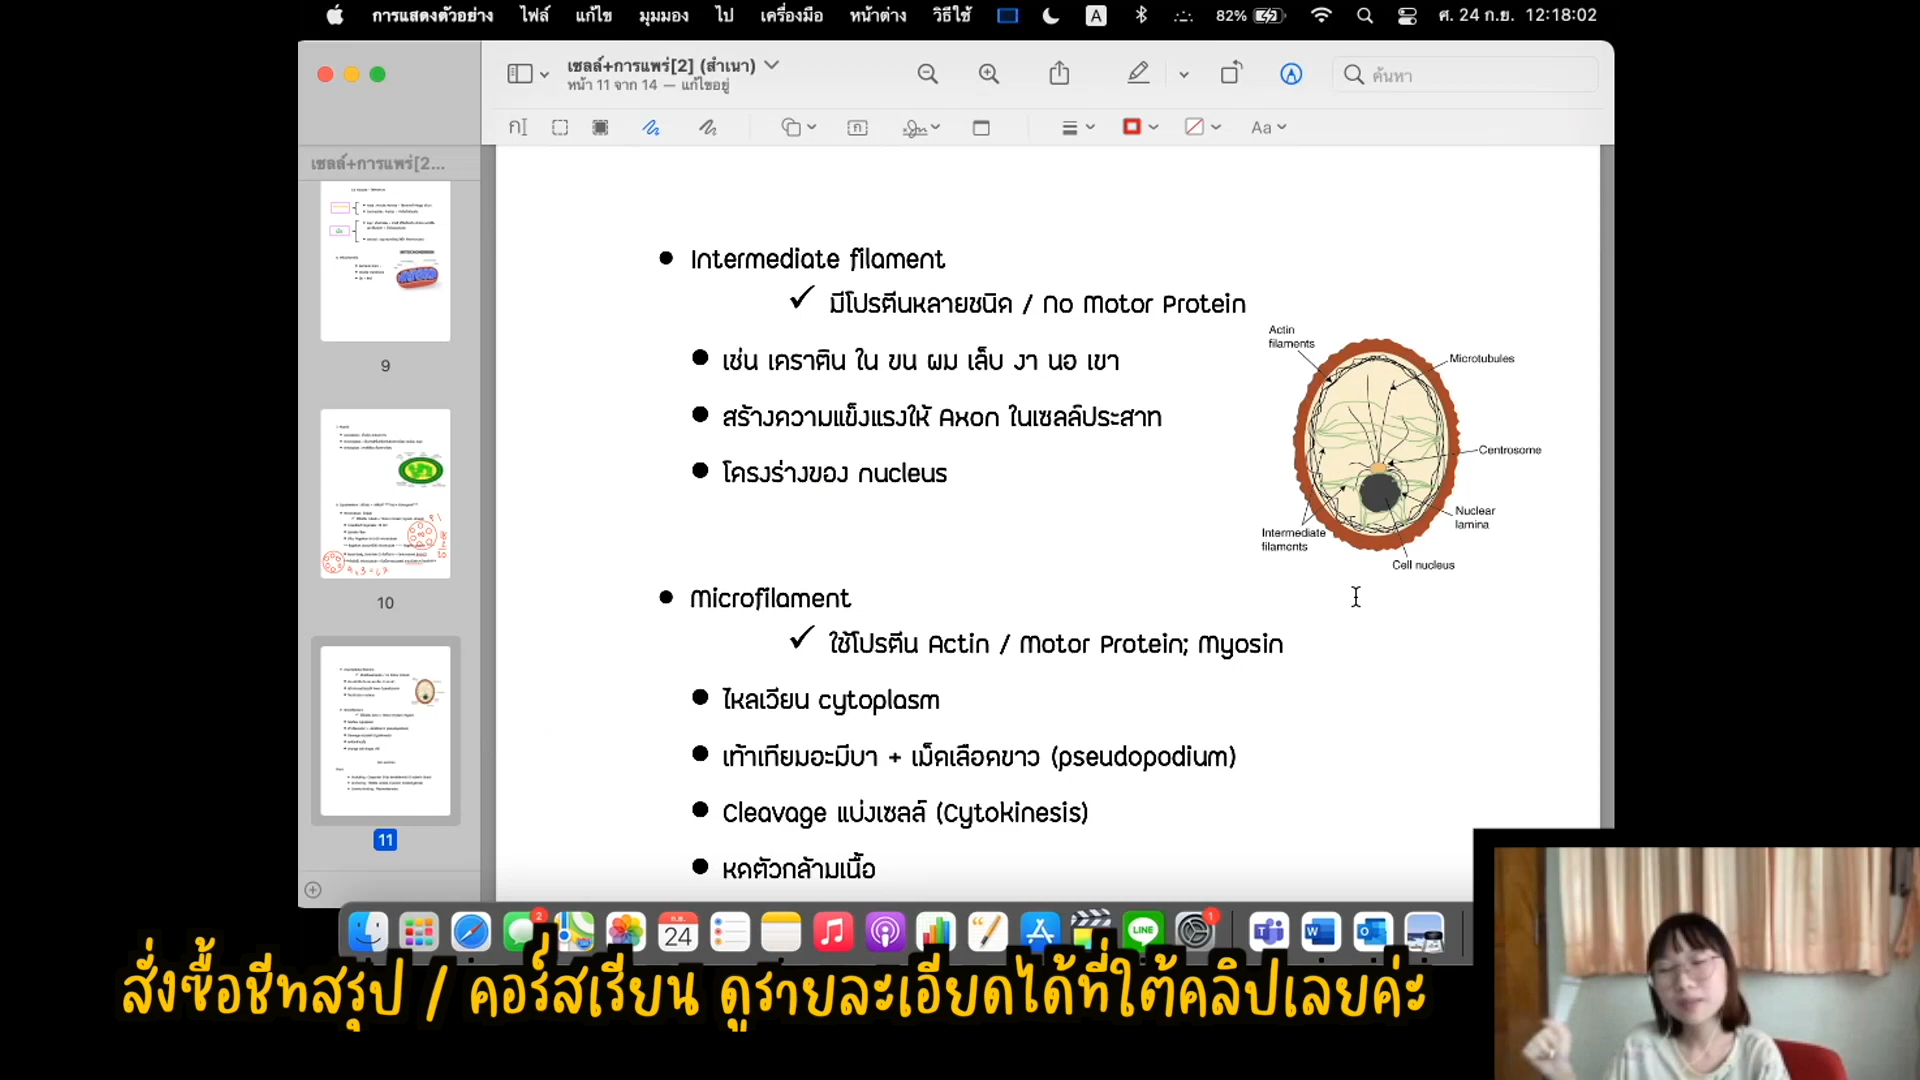 การแสดงตัวอย่าง ไฟล์ แก้ไข มุมมอง ไป เครื่องมือ หน้าต่าง วิธีใช้ A 82% ศ. 24 ก.ย. 12:18:02
เซลล์+การแพร่[2] (สำเนา)
หน้า 11 จาก 14 — แก้ไขอยู่
ค้นหา
Aa
เซลล์+การแพร่[2...
9
10
11
Intermediate filament
✓ มีโปรตีนหลายชนิด / No Motor Protein
เช่น เคราติน ใน ขน ผม เล็บ งา นอ เขา
สร้างความแข็งแรงให้ Axon ในเซลล์ประสาท
โครงร่างของ nucleus
Actin
filaments
Microtubules
Centrosome
Nuclear
lamina
Intermediate
filaments
Cell nucleus
Microfilament
✓ ใช้โปรตีน Actin / Motor Protein; Myosin
ไหลเวียน cytoplasm
เท้าเทียมอะมีบา + เม็ดเลือดขาว (pseudopodium)
Cleavage แบ่งเซลล์ (Cytokinesis)
หดตัวกล้ามเนื้อ
2
ก.ย.
24
LINE
1
สั่งซื้อชีทสรุป / คอร์สเรียน ดูรายละเอียดได้ที่ใต้คลิปเลยค่ะ